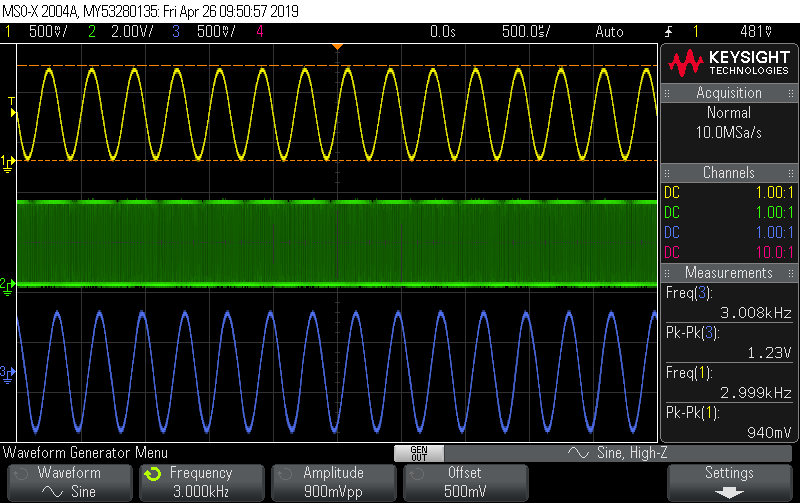 MSO-X 2004A, MY53280135: Fri Apr 26 09:50:57 2019
1 500mV/ 2 2.00V/ 3 500mV/ 4 0.0s 500.0µs/ Auto 1 481mV
KEYSIGHT
TECHNOLOGIES
Acquisition
Normal
10.0MSa/s
Channels
DC 1.00:1
DC 1.00:1
DC 1.00:1
DC 10.0:1
Measurements
Freq(3):
3.008kHz
Pk-Pk(3):
1.23V
Freq(1):
2.999kHz
Pk-Pk(1):
940mV
T
1
2
3
Waveform Generator Menu
GEN OUT
Sine, High-Z
Waveform
Sine
Frequency
3.000kHz
Amplitude
900mVpp
Offset
500mV
Settings